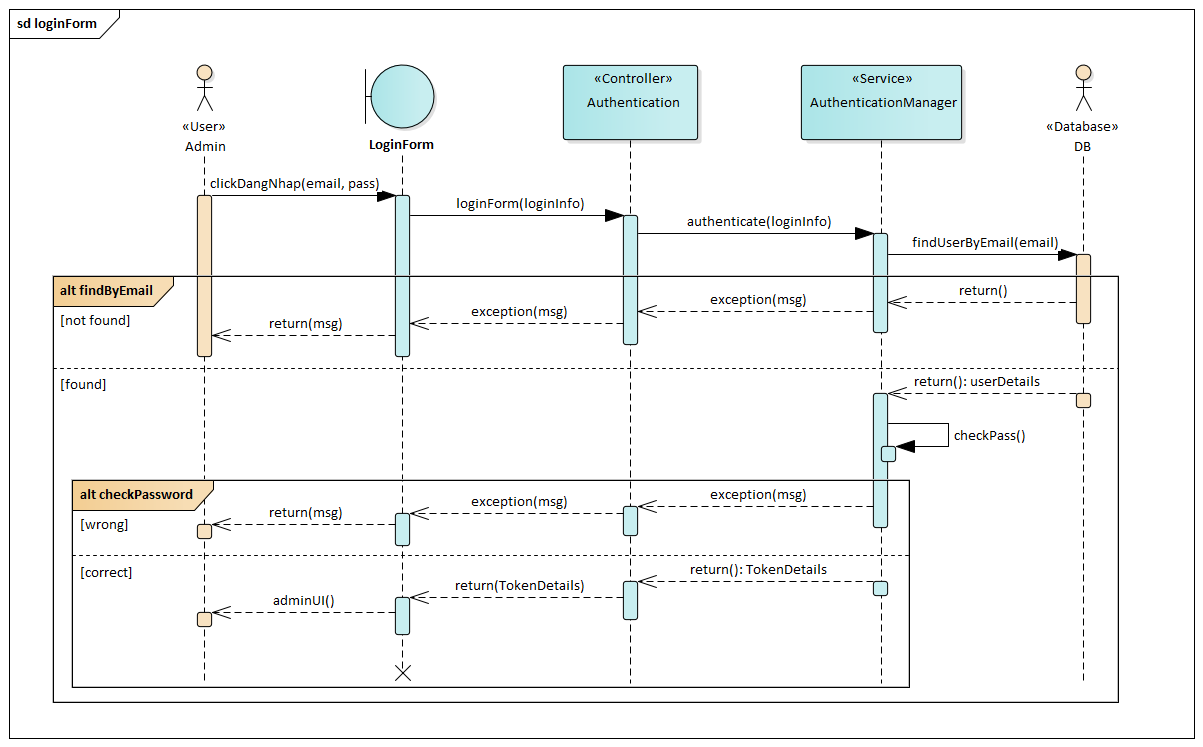 sd loginForm
«User»
Admin
LoginForm
«Controller»
Authentication
«Service»
AuthenticationManager
«Database»
DB
clickDangNhap(email, pass)
loginForm(loginInfo)
authenticate(loginInfo)
findUserByEmail(email)
alt findByEmail
[not found]
return()
exception(msg)
exception(msg)
return(msg)
[found]
return(): userDetails
checkPass()
alt checkPassword
[wrong]
exception(msg)
exception(msg)
return(msg)
[correct]
return(): TokenDetails
return(TokenDetails)
adminUI()